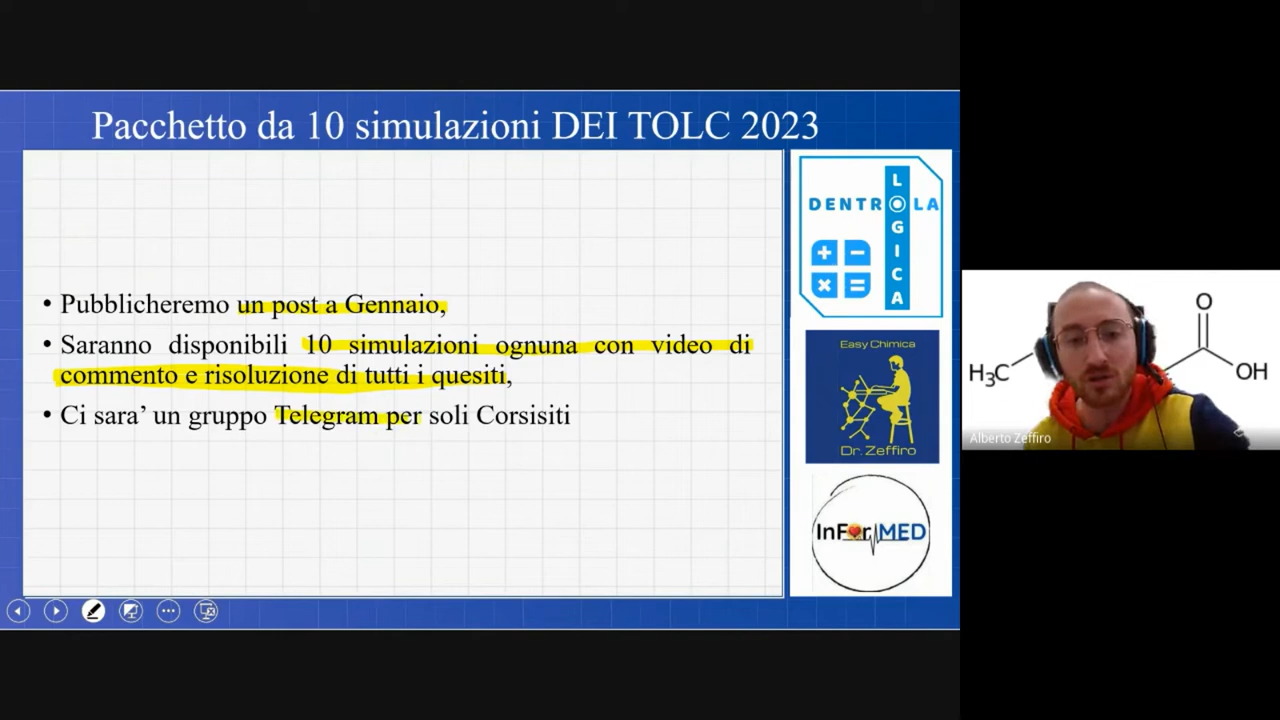 Pacchetto da 10 simulazioni DEI TOLC 2023
• Pubblicheremo un post a Gennaio,
• Saranno disponibili 10 simulazioni ognuna con video di
commento e risoluzione di tutti i quesiti,
• Ci sara’ un gruppo Telegram per soli Corsisiti
DENTRO LA
LOGICA
Easy Chimica
Dr. Zeffiro
InForMED
O
H3C
OH
Alberto Zeffiro